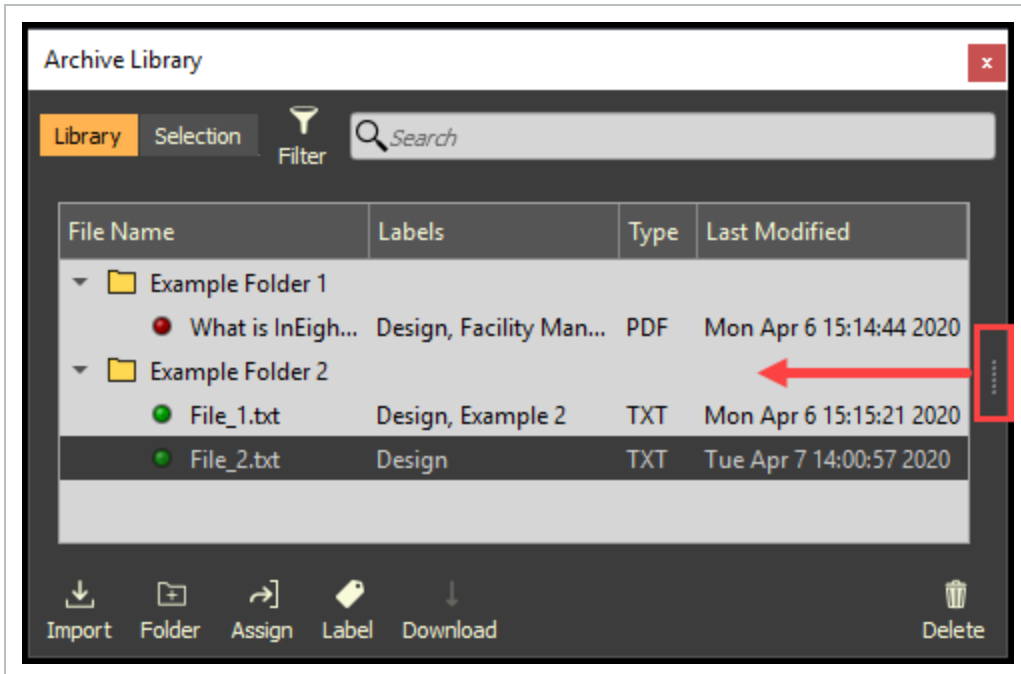 Archive Library
x
Library Selection Filter Search
File Name Labels Type Last Modified
Example Folder 1
What is InEigh... Design, Facility Man... PDF Mon Apr 6 15:14:44 2020
Example Folder 2
File_1.txt Design, Example 2 TXT Mon Apr 6 15:15:21 2020
File_2.txt Design TXT Tue Apr 7 14:00:57 2020
Import Folder Assign Label Download Delete